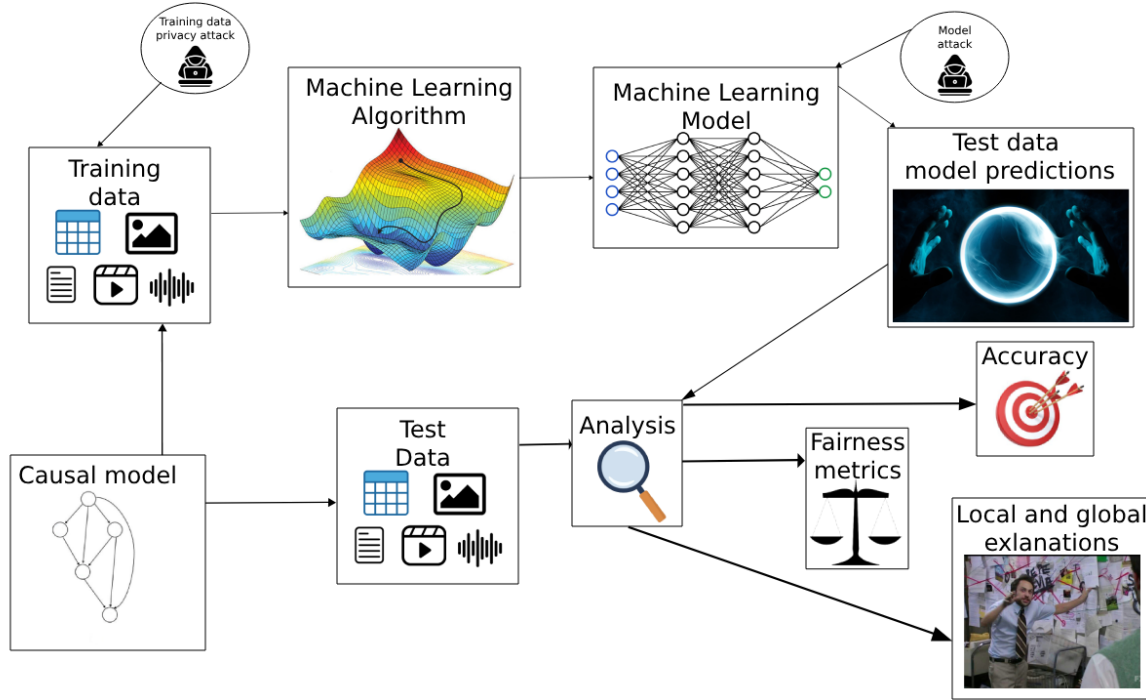 Training data
privacy attack
Model
attack
Machine Learning
Algorithm
Machine Learning
Model
Training
data
Test data
model predictions
Accuracy
Causal model
Test
Data
Analysis
Fairness
metrics
Local and global
exlanations